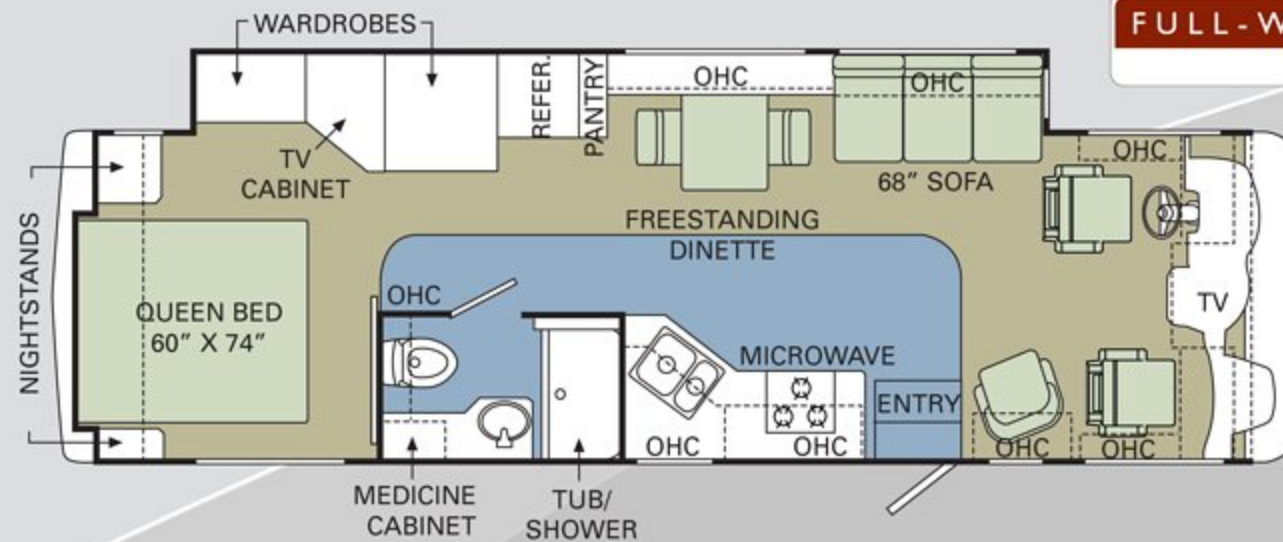 WARDROBES
FULL-W
OHC
OHC
REFER.
PANTRY
TV
CABINET
68” SOFA
OHC
NIGHTSTANDS
FREESTANDING
DINETTE
QUEEN BED
60” X 74”
OHC
TV
MICROWAVE
ENTRY
OHC
OHC
OHC
OHC
MEDICINE
CABINET
TUB/
SHOWER